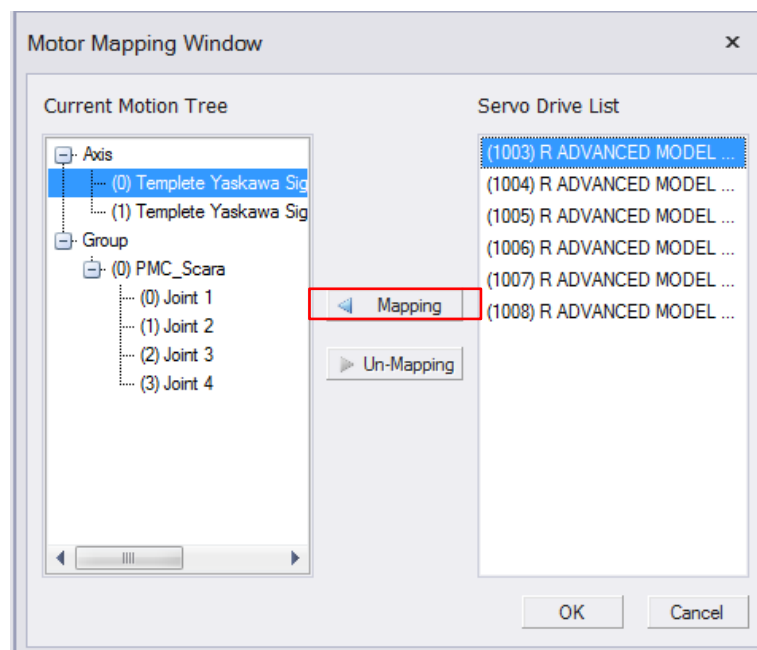 Motor Mapping Window
Current Motion Tree
Axis
(0) Templete Yaskawa Sig
(1) Templete Yaskawa Sig
Group
(0) PMC_Scara
(0) Joint 1
(1) Joint 2
(2) Joint 3
(3) Joint 4
Mapping
Un-Mapping
Servo Drive List
(1003) R ADVANCED MODEL ...
(1004) R ADVANCED MODEL ...
(1005) R ADVANCED MODEL ...
(1006) R ADVANCED MODEL ...
(1007) R ADVANCED MODEL ...
(1008) R ADVANCED MODEL ...
OK
Cancel